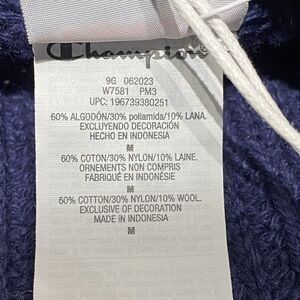 Champion
9G 062023
W7581 PM3
UPC: 196739380251
60% ALGODÓN/30% poliamida/10% LANA.
EXCLUYENDO DECORACIÓN
HECHO EN INDONESIA
M
60% COTON/30% NYLON/10% LAINE.
ORNEMENTS NON COMPRIS
FABRIQUÉ EN INDONÉSIE
M
60% COTTON/30% NYLON/10% WOOL.
EXCLUSIVE OF DECORATION
MADE IN INDONESIA
M